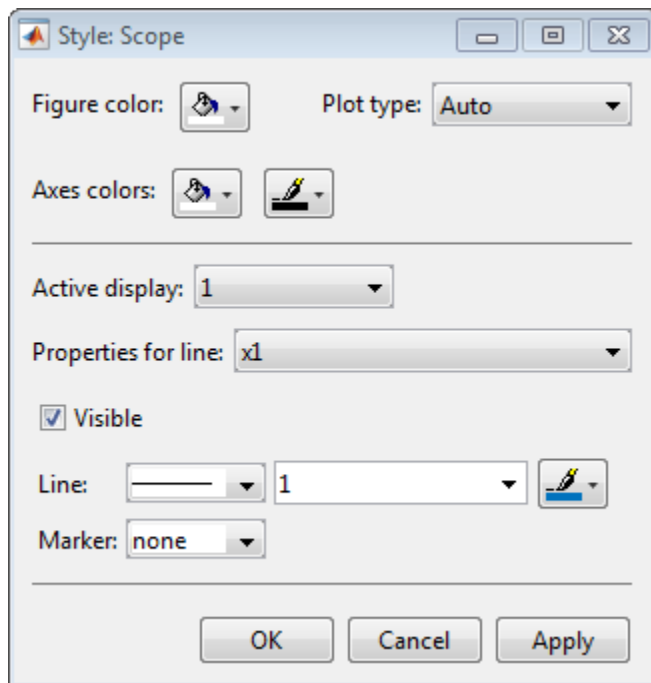 Style: Scope
Figure color:
Plot type: Auto
Axes colors:
Active display: 1
Properties for line: x1
Visible
Line: 1
Marker: none
OK Cancel Apply